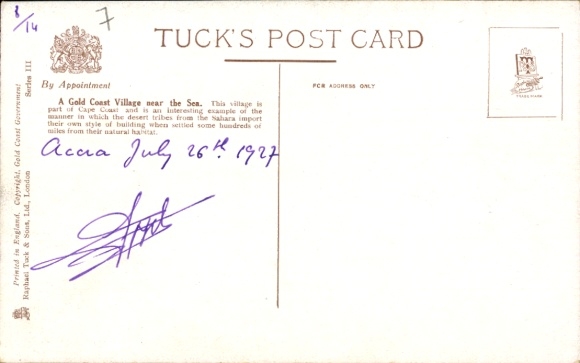 3/14
7
TUCK'S POST CARD
By Appointment
FOR ADDRESS ONLY
A Gold Coast Village near the Sea. This village is
part of Cape Coast and is an interesting example of the
manner in which the desert tribes from the Sahara import
their own style of building when settled some hundreds of
miles from their natural habitat.
Accra July 26th. 1927
Printed in England. Copyright, Gold Coast Government
Raphael Tuck & Sons, Ltd., London Series III
TRADE MARK